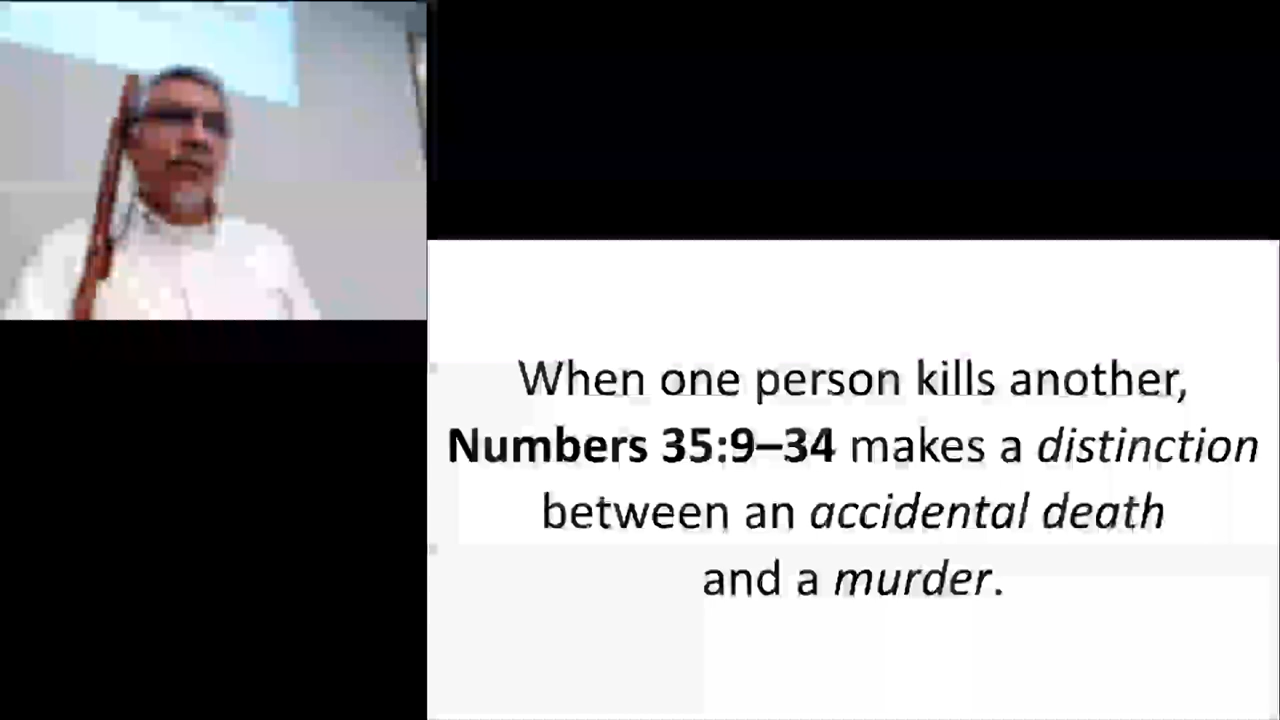 When one person kills another,
Numbers 35:9–34 makes a distinction
between an accidental death
and a murder.